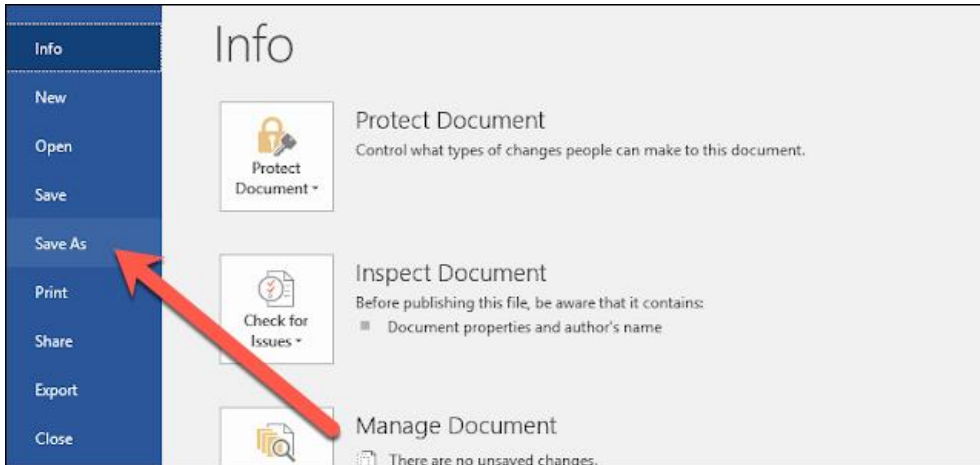 Info
New
Open
Save
Save As
Print
Share
Export
Close
Info
Protect
Document
Protect Document
Control what types of changes people can make to this document.
Check for
Issues
Inspect Document
Before publishing this file, be aware that it contains:
Document properties and author's name
Manage Document
There are no unsaved changes.